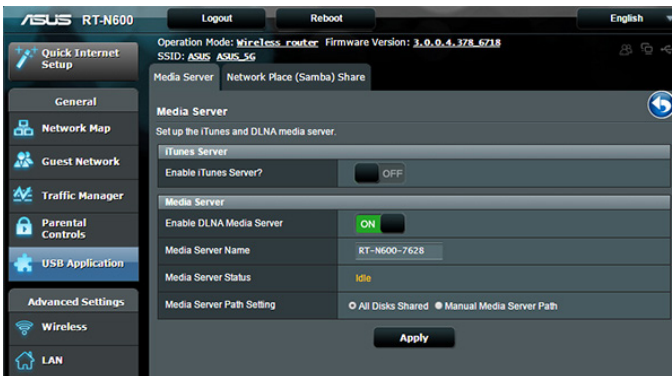 ASUS RT-N600 Logout Reboot English
Quick Internet Setup
Operation Mode: Wireless router Firmware Version: 3.0.0.4.378_6718
SSID: ASUS ASUS_5G
Media Server Network Place (Samba) Share
General
Network Map
Guest Network
Traffic Manager
Parental Controls
USB Application
Advanced Settings
Wireless
LAN
Media Server
Set up the iTunes and DLNA media server.
iTunes Server
Enable iTunes Server? OFF
Media Server
Enable DLNA Media Server ON
Media Server Name RT-N600-7628
Media Server Status Idle
Media Server Path Setting All Disks Shared Manual Media Server Path
Apply